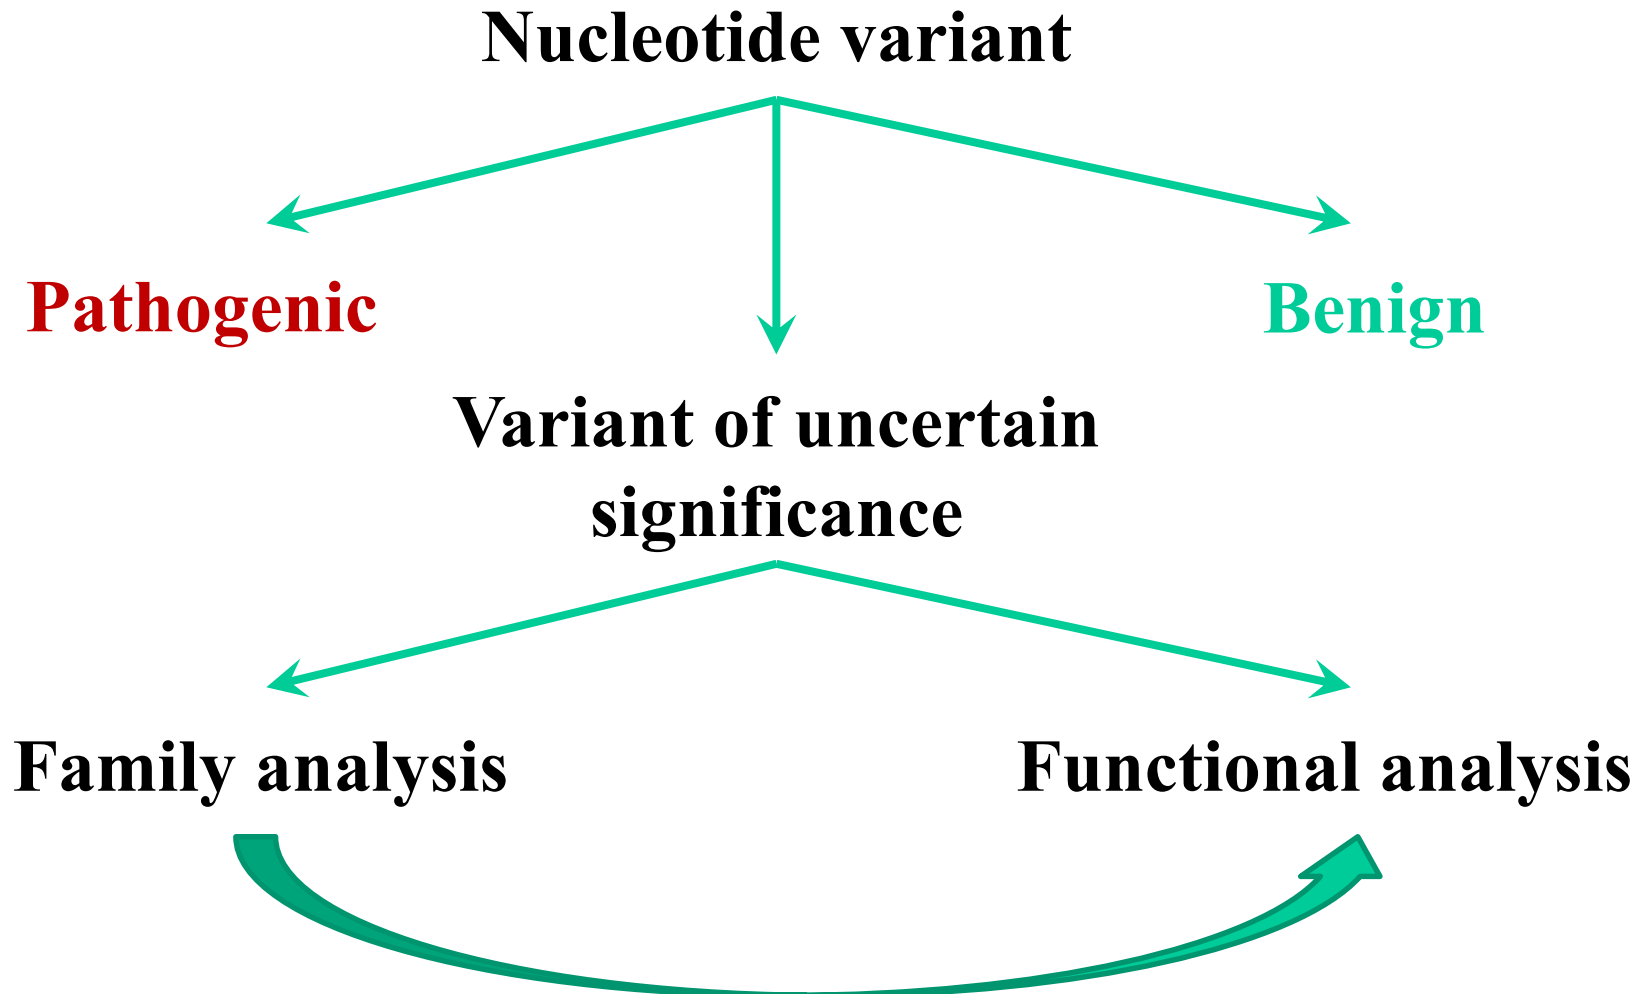 Nucleotide variant
Pathogenic
Benign
Variant of uncertain
significance
Family analysis
Functional analysis